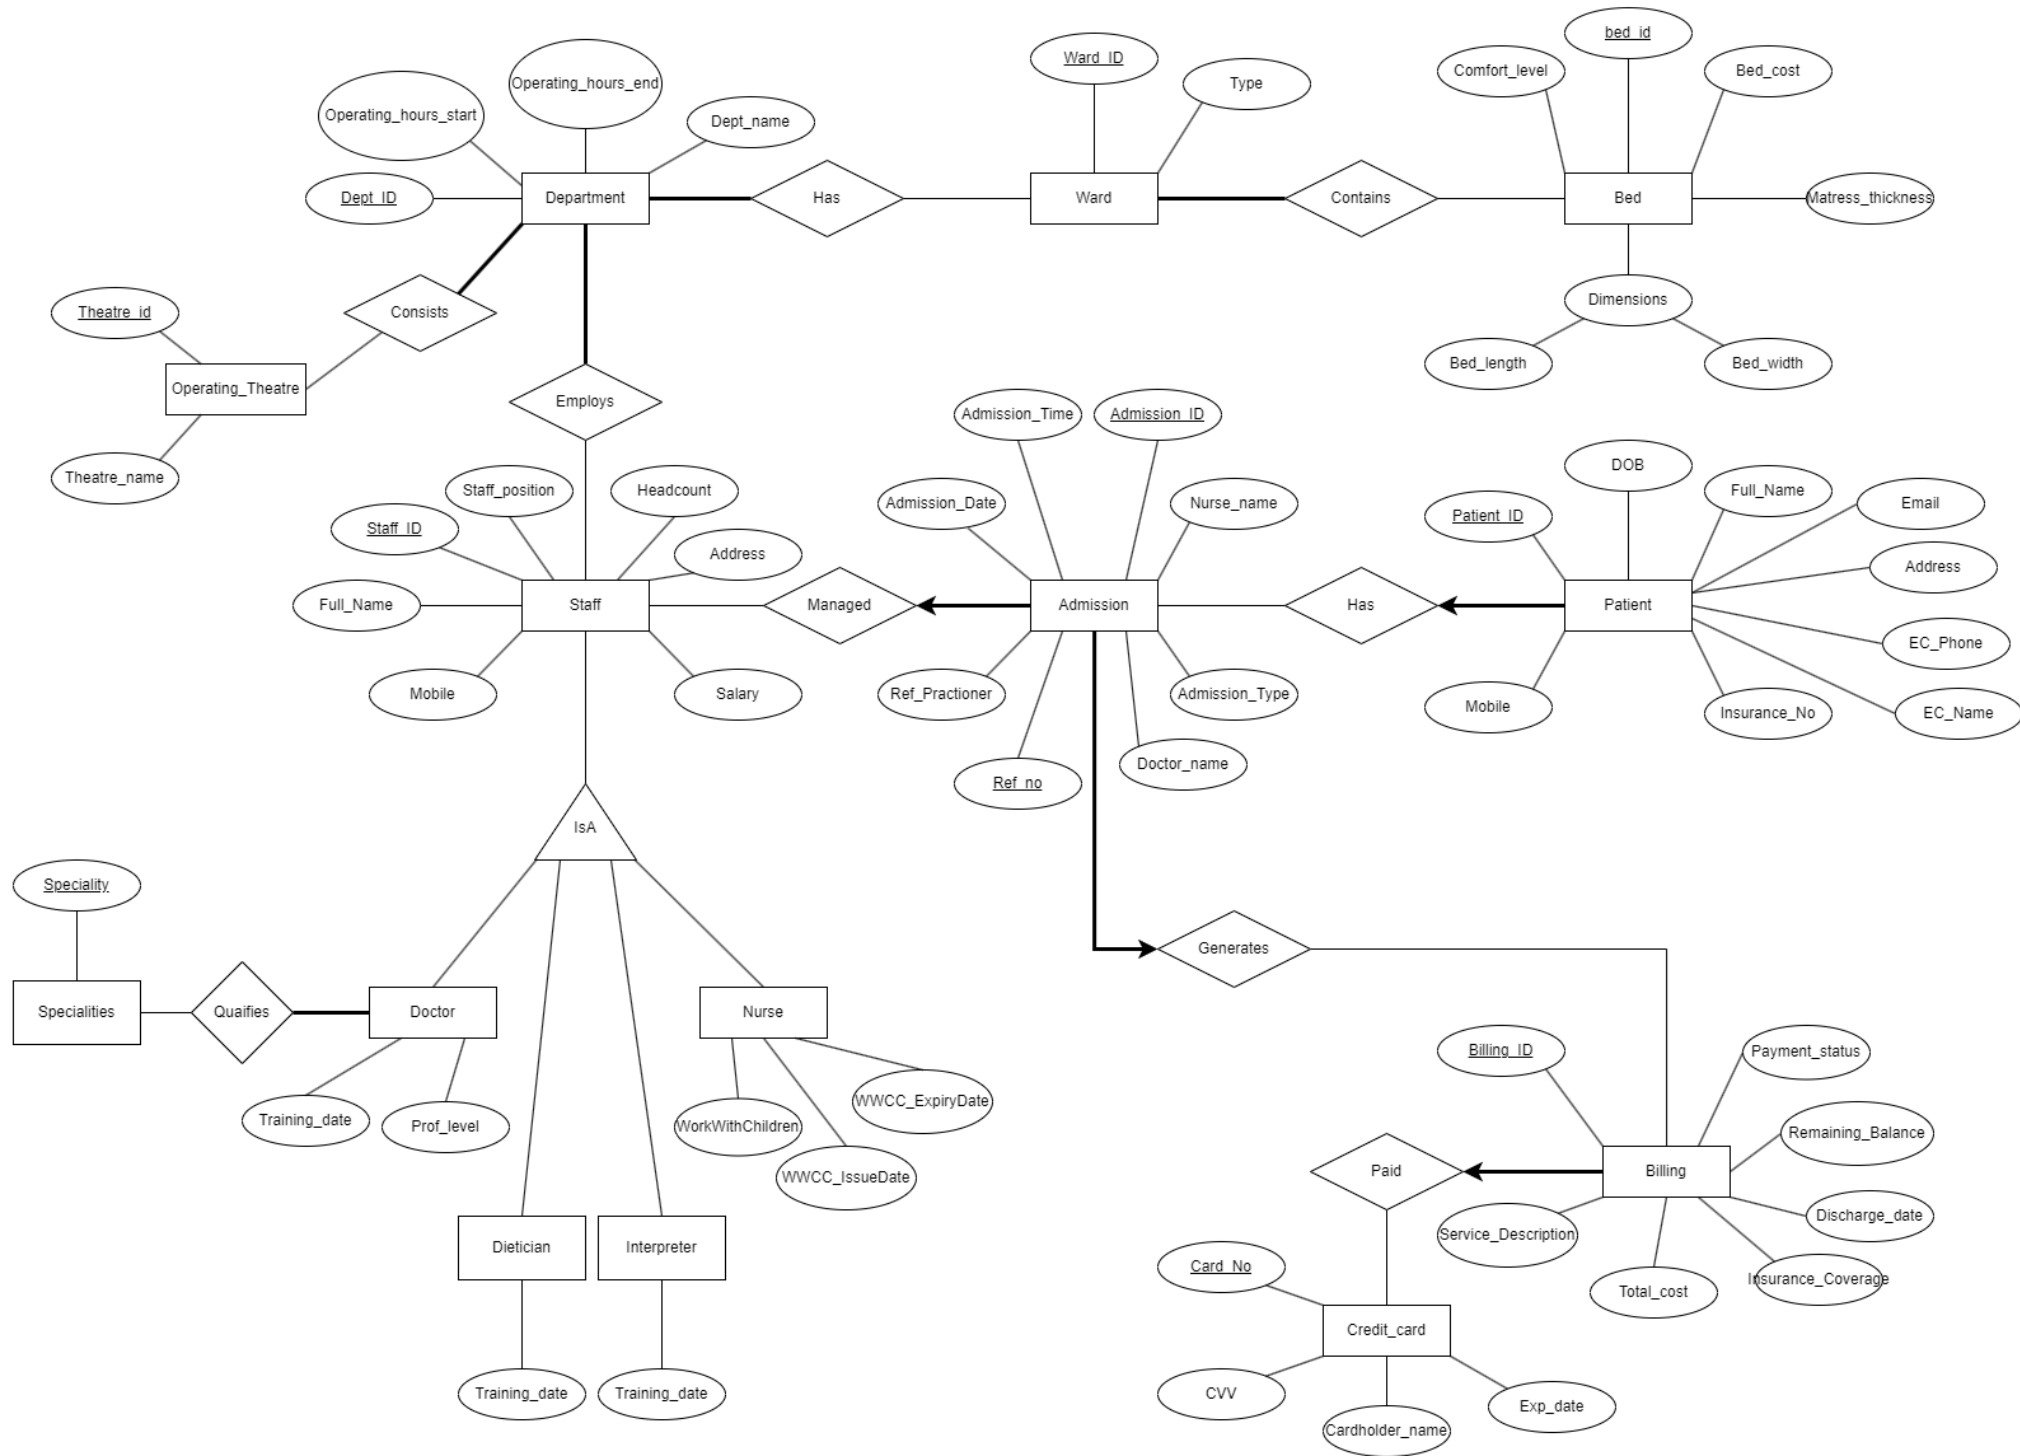 bed_id
Operating_hours_end
Ward_ID
Comfort_level
Bed_cost
Type
Operating_hours_start
Dept_name
Dept_ID
Department
Has
Ward
Contains
Bed
Matress_thickness
Theatre_id
Consists
Dimensions
Operating_Theatre
Bed_length
Bed_width
Employs
Admission_Time
Admission_ID
Theatre_name
Staff_position
Headcount
DOB
Full_Name
Admission_Date
Nurse_name
Email
Staff_ID
Patient_ID
Address
Address
Full_Name
Staff
Managed
Admission
Has
Patient
EC_Phone
Mobile
Salary
Ref_Practioner
Admission_Type
Mobile
Insurance_No
EC_Name
Ref_no
Doctor_name
IsA
Speciality
Generates
Specialities
Quaifies
Doctor
Nurse
Billing_ID
Payment_status
WWCC_ExpiryDate
Training_date
Prof_level
WorkWithChildren
Remaining_Balance
WWCC_IssueDate
Paid
Billing
Discharge_date
Service_Description
Dietician
Interpreter
Card_No
Insurance_Coverage
Total_cost
Credit_card
Training_date
Training_date
CVV
Exp_date
Cardholder_name